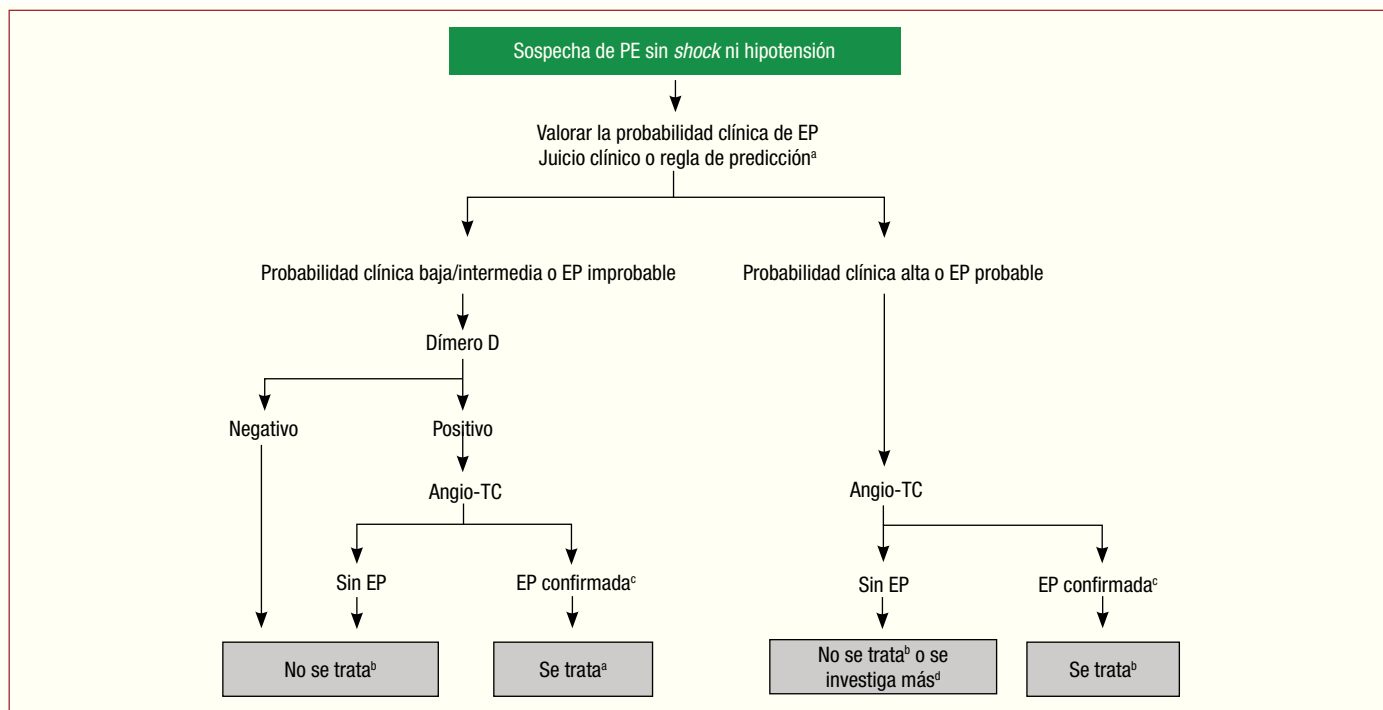 Sospecha de PE sin shock ni hipotensión
Valorar la probabilidad clínica de EP
Juicio clínico o regla de predicciónᵃ
Probabilidad clínica baja/intermedia o EP improbable
Probabilidad clínica alta o EP probable
Dímero D
Negativo
Positivo
Angio-TC
Angio-TC
Sin EP
EP confirmadaᶜ
Sin EP
EP confirmadaᶜ
No se trataᵇ
Se trataᵃ
No se trataᵇ o se
investiga másᵈ
Se trataᵇ